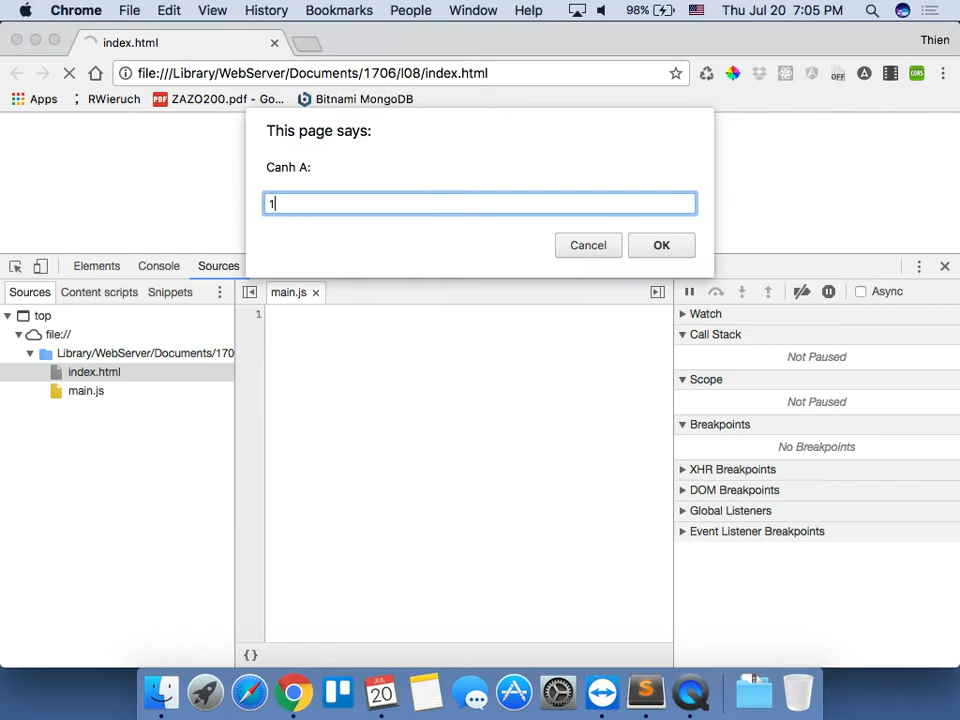 Chrome File Edit View History Bookmarks People Window Help 98% Thu Jul 20 7:05 PM
index.html Thien
file:///Library/WebServer/Documents/1706/l08/index.html OFF CORS
Apps RWieruch PDF ZAZO200.pdf - Go... Bitnami MongoDB
This page says:
Canh A:
1
Cancel OK
Elements Console Sources
Sources Content scripts Snippets main.js Async
top 1 Watch
file:// Call Stack
Library/WebServer/Documents/170 Not Paused
index.html Scope
main.js Not Paused
Breakpoints
No Breakpoints
XHR Breakpoints
DOM Breakpoints
Global Listeners
Event Listener Breakpoints
{}
JUL
20